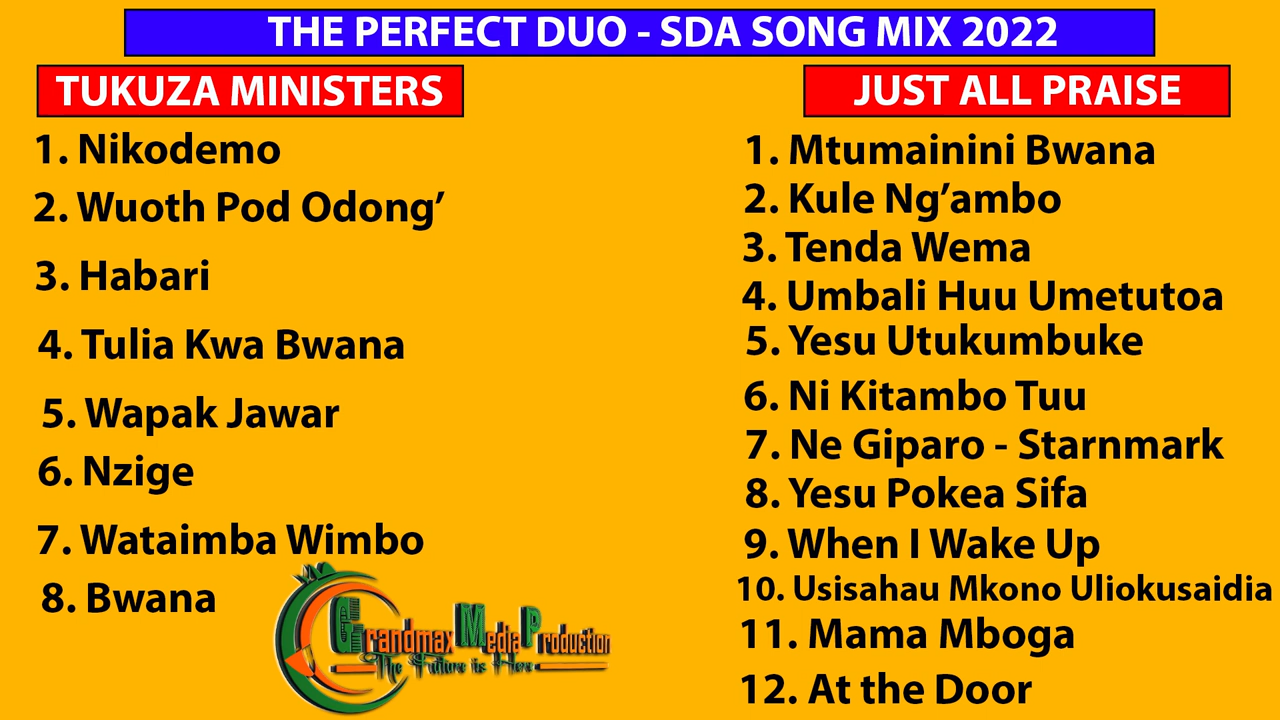 THE PERFECT DUO - SDA SONG MIX 2022
TUKUZA MINISTERS
1. Nikodemo
2. Wuoth Pod Odong’
3. Habari
4. Tulia Kwa Bwana
5. Wapak Jawar
6. Nzige
7. Wataimba Wimbo
8. Bwana
JUST ALL PRAISE
1. Mtumainini Bwana
2. Kule Ng’ambo
3. Tenda Wema
4. Umbali Huu Umetutoa
5. Yesu Utukumbuke
6. Ni Kitambo Tuu
7. Ne Giparo - Starnmark
8. Yesu Pokea Sifa
9. When I Wake Up
10. Usisahau Mkono Uliokusaidia
11. Mama Mboga
12. At the Door
Grandmax Media Production
The Future is Here